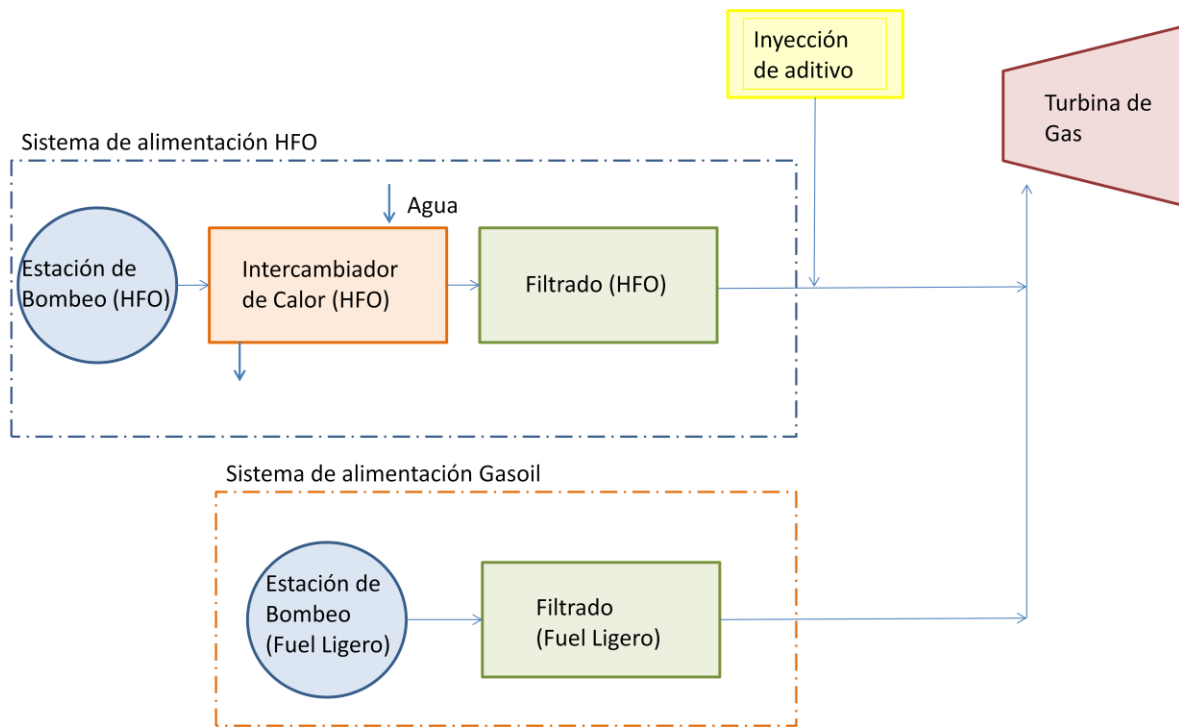 Inyección
de aditivo
Turbina de
Gas
Sistema de alimentación HFO
Agua
Estación de
Bombeo (HFO)
Intercambiador
de Calor (HFO)
Filtrado (HFO)
Sistema de alimentación Gasoil
Estación de
Bombeo
(Fuel Ligero)
Filtrado
(Fuel Ligero)